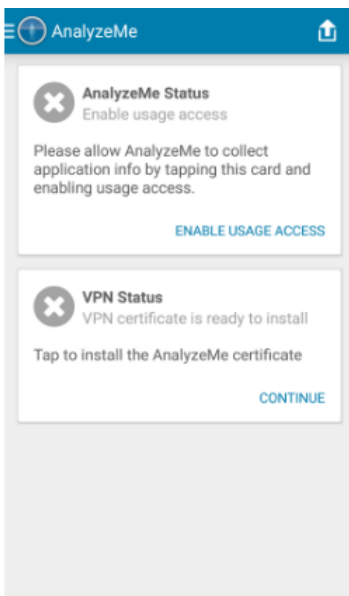 AnalyzeMe
AnalyzeMe Status
Enable usage access
Please allow AnalyzeMe to collect
application info by tapping this card and
enabling usage access.
ENABLE USAGE ACCESS
VPN Status
VPN certificate is ready to install
Tap to install the AnalyzeMe certificate
CONTINUE